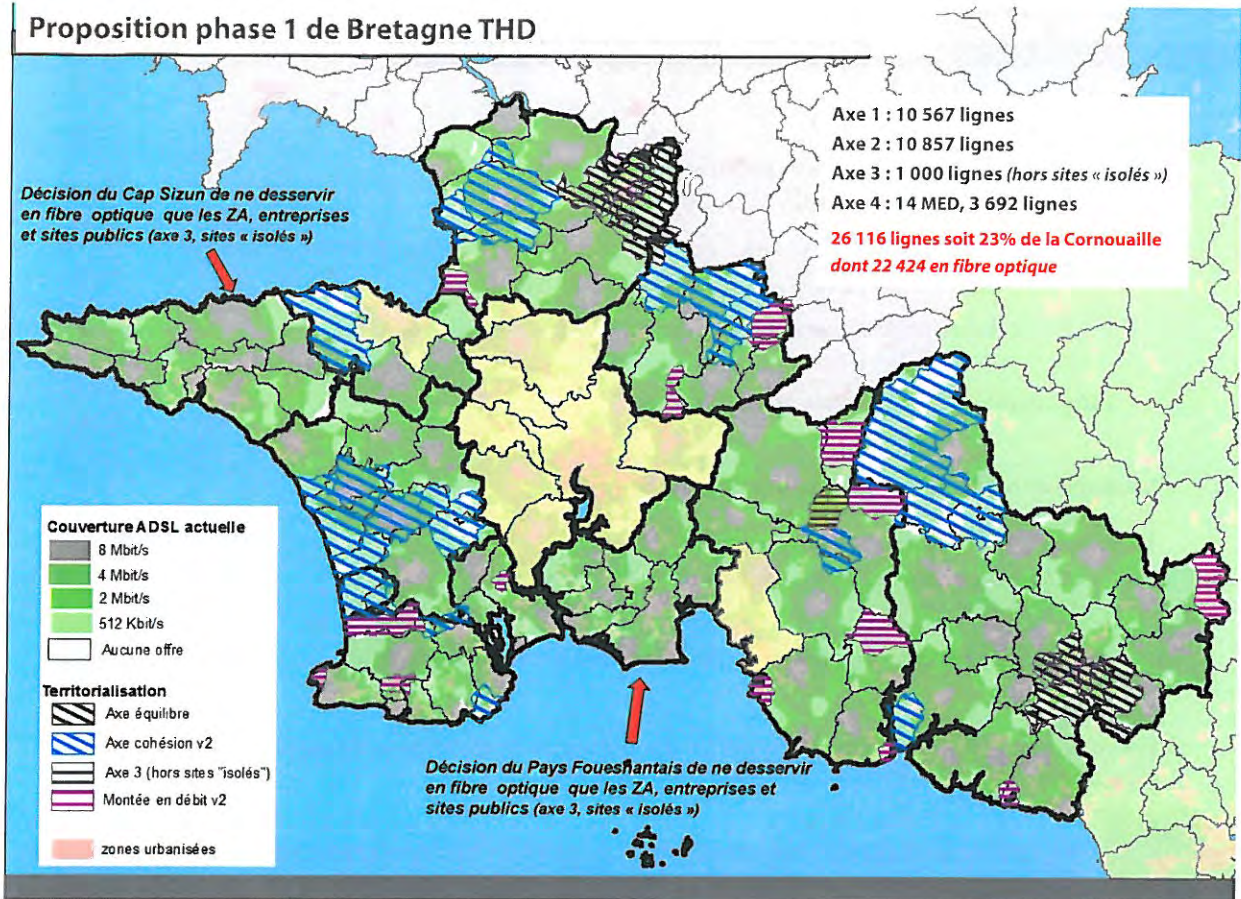 Proposition phase 1 de Bretagne THD
Axe 1 : 10 567 lignes
Axe 2 : 10 857 lignes
Axe 3 : 1 000 lignes (hors sites « isolés »)
Axe 4 : 14 MED, 3 692 lignes
26 116 lignes soit 23% de la Cornouaille
dont 22 424 en fibre optique
Décision du Cap Sizun de ne desservir
en fibre optique que les ZA, entreprises
et sites publics (axe 3, sites « isolés »)
Couverture ADSL actuelle
8 Mbit/s
4 Mbit/s
2 Mbit/s
512 Kbit/s
Aucune offre
Territorialisation
Axe équilibre
Axe cohésion v2
Axe 3 (hors sites "isolés")
Montée en débit v2
zones urbanisées
Décision du Pays Fouesnantais de ne desservir
en fibre optique que les ZA, entreprises et
sites publics (axe 3, sites « isolés »)